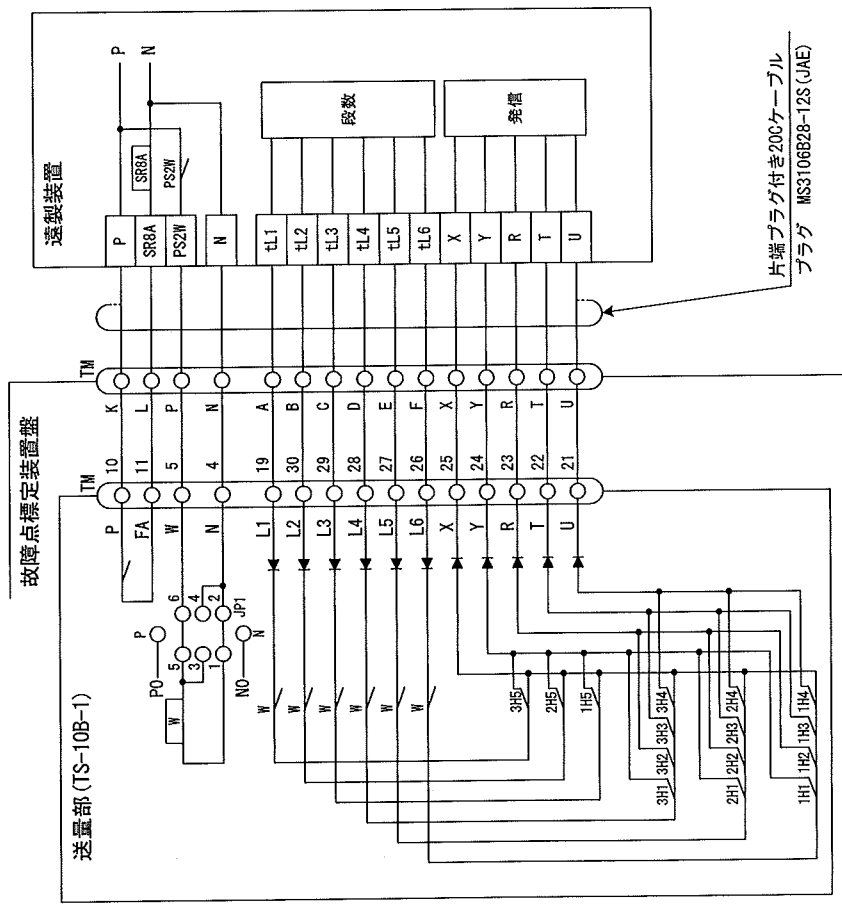 故障点標定装置盤
送量部(TS-10B-1)
遠製装置
TM
TM
P 10 K P
FA 11 L SR8A
W 5 P PS2W
N 4 N N
L1 19 A tL1
L2 30 B tL2
L3 29 C tL3
L4 28 D tL4
L5 27 E tL5
L6 26 F tL6
X 25 X X
Y 24 Y Y
R 23 R R
T 22 T T
U 21 U U
SR8A
PS2W
P
N
段数
発信
PO P
5 6
3 4
1 2
JP1
NO N
W
W
W
W
W
W
W
3H5
2H5
1H5
3H1 3H2 3H3 3H4
2H1 2H2 2H3 2H4
1H1 1H2 1H3 1H4
片端プラグ付き20Cケーブル
プラグ MS3106B28-12S(JAE)